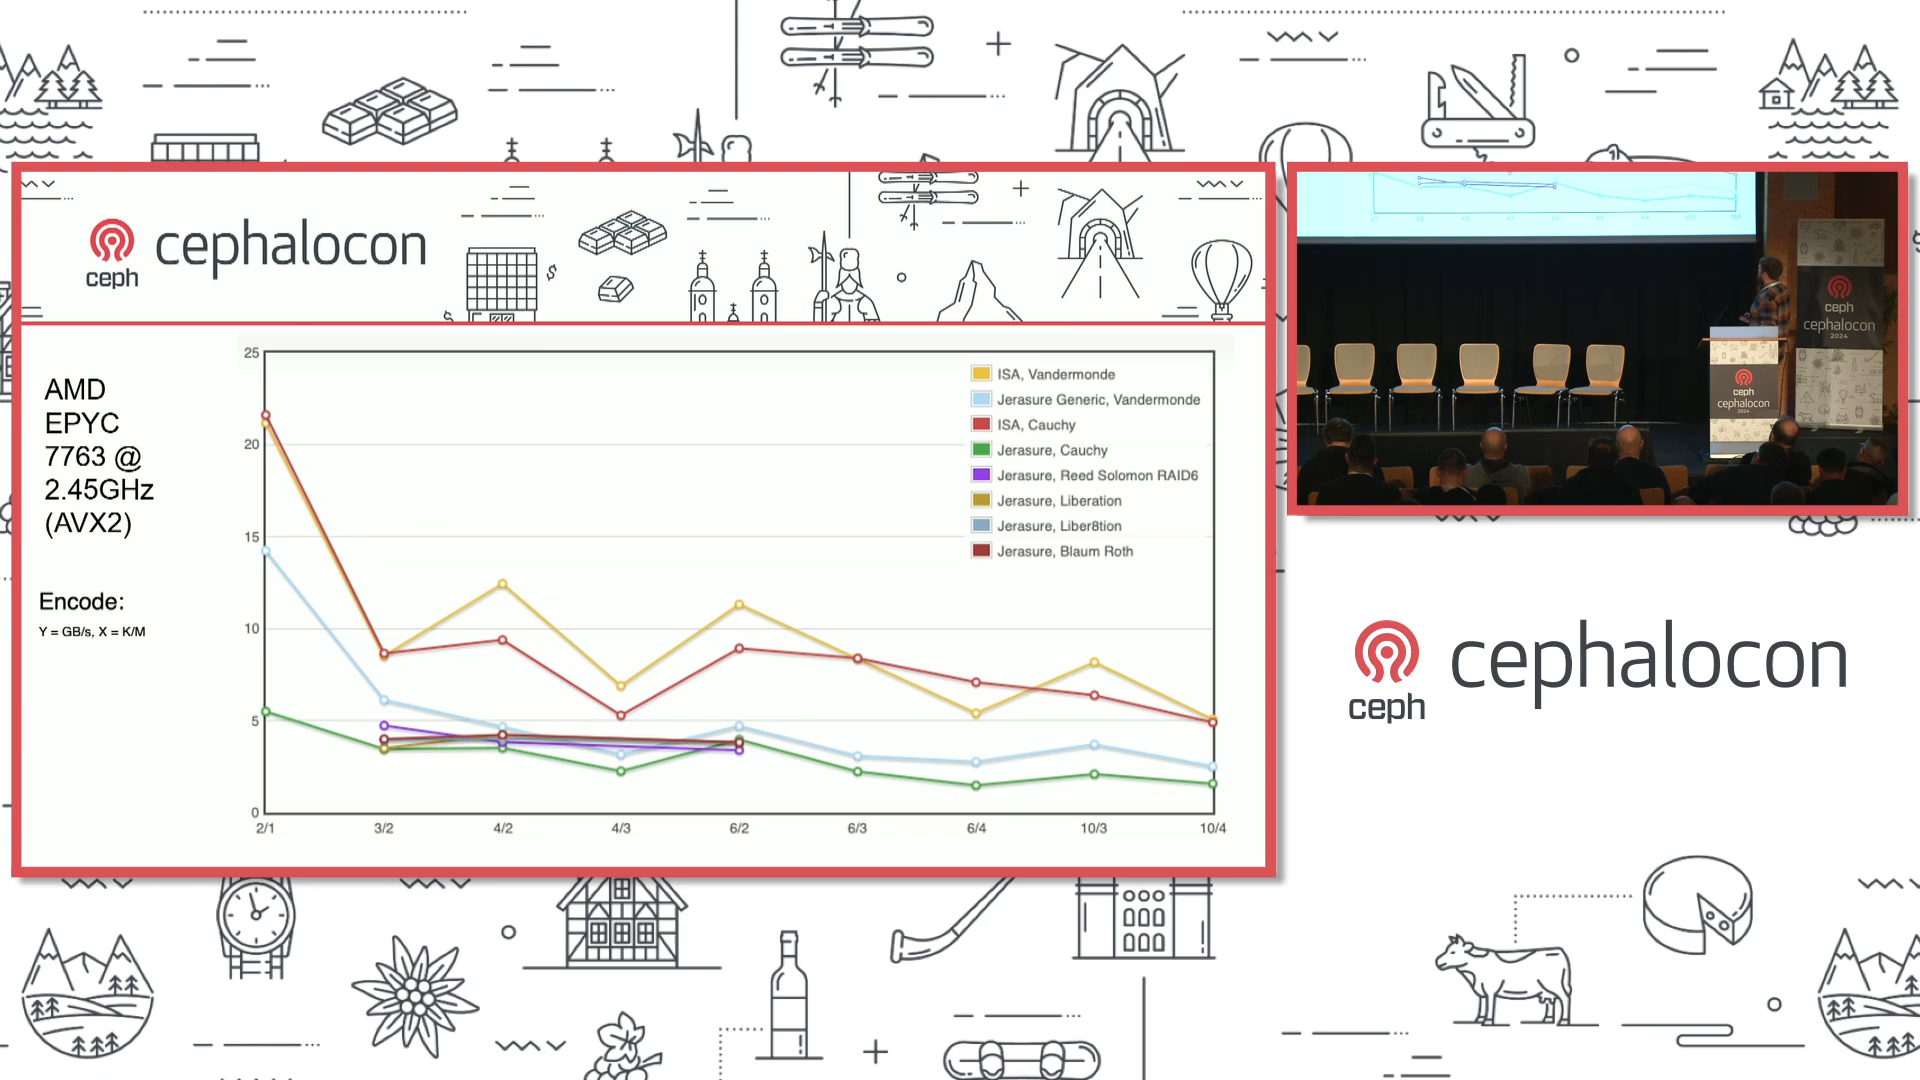 ceph
cephalocon
AMD
EPYC
7763 @
2.45GHz
(AVX2)
Encode:
Y = GB/s, X = K/M
25
20
15
10
5
0
2/1
3/2
4/2
4/3
6/2
6/3
6/4
10/3
10/4
ISA, Vandermonde
Jerasure Generic, Vandermonde
ISA, Cauchy
Jerasure, Cauchy
Jerasure, Reed Solomon RAID6
Jerasure, Liberation
Jerasure, Liber8tion
Jerasure, Blaum Roth
ceph
cephalocon
2024
ceph
cephalocon
2024
ceph
cephalocon